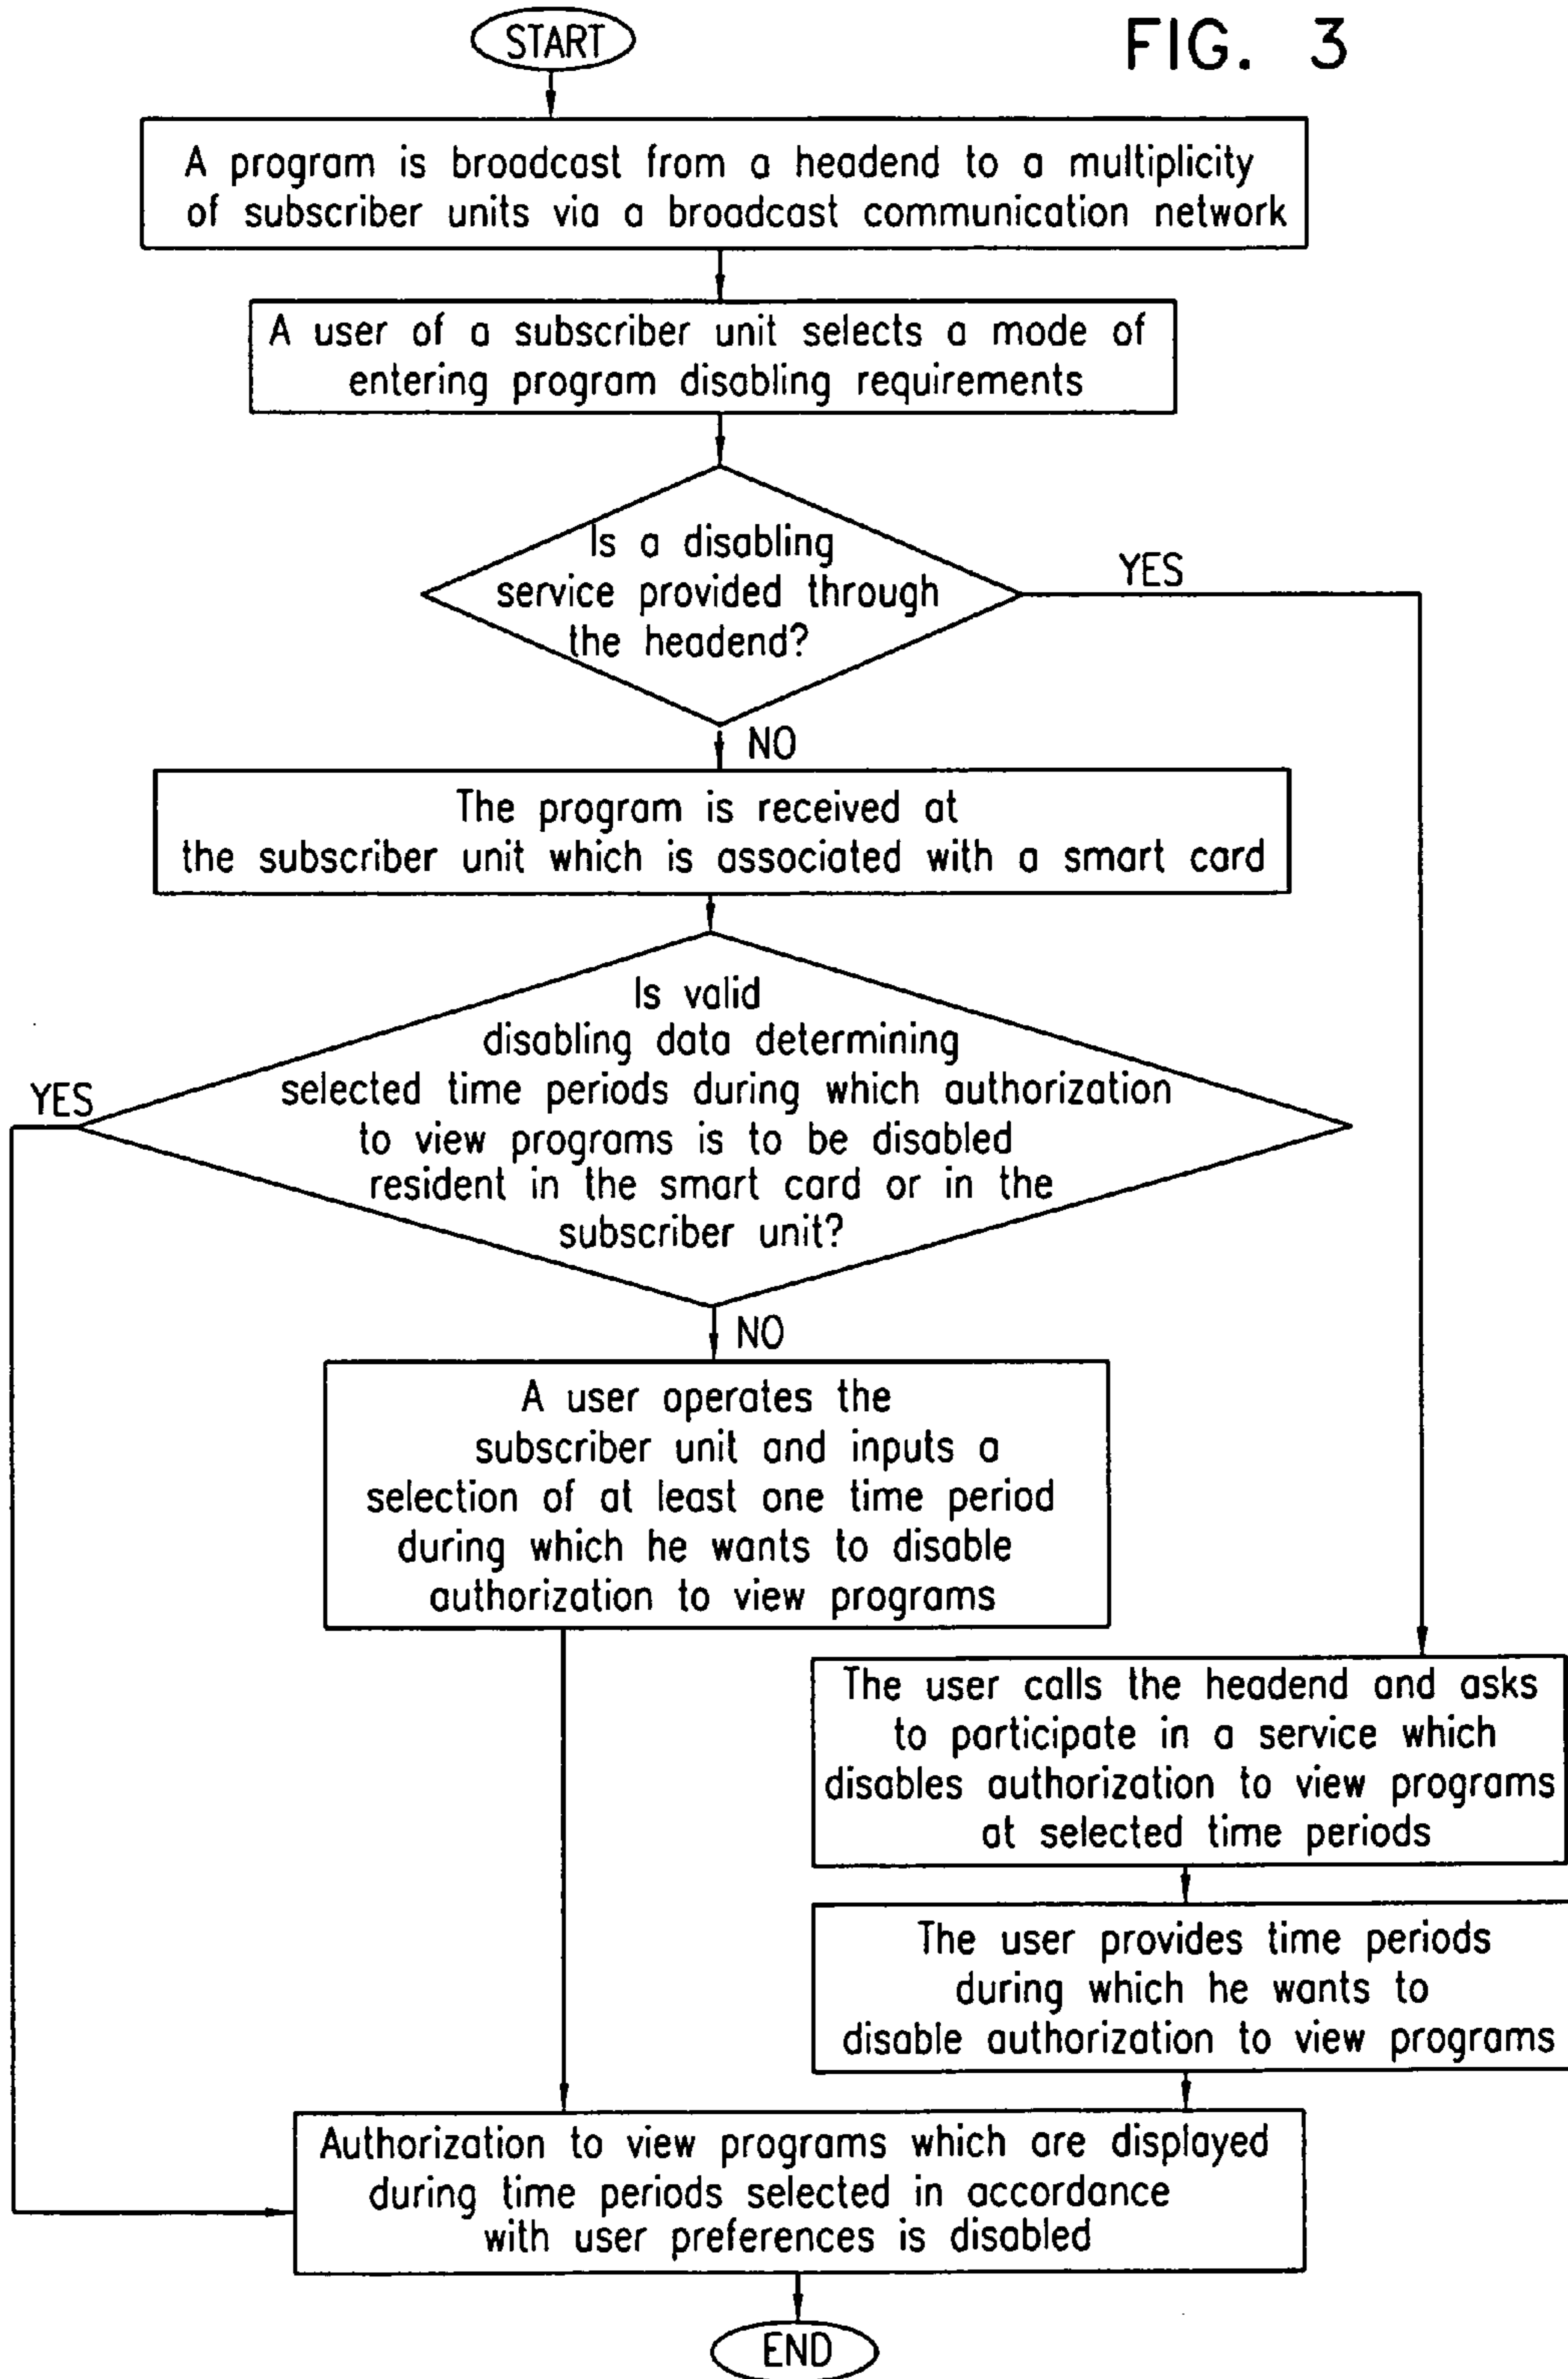 START
FIG. 3
A program is broadcast from a headend to a multiplicity
of subscriber units via a broadcast communication network
A user of a subscriber unit selects a mode of
entering program disabling requirements
Is a disabling
service provided through
the headend?
YES
NO
The program is received at
the subscriber unit which is associated with a smart card
Is valid
disabling data determining
selected time periods during which authorization
to view programs is to be disabled
resident in the smart card or in the
subscriber unit?
YES
NO
A user operates the
subscriber unit and inputs a
selection of at least one time period
during which he wants to disable
authorization to view programs
The user calls the headend and asks
to participate in a service which
disables authorization to view programs
at selected time periods
The user provides time periods
during which he wants to
disable authorization to view programs
Authorization to view programs which are displayed
during time periods selected in accordance
with user preferences is disabled
END